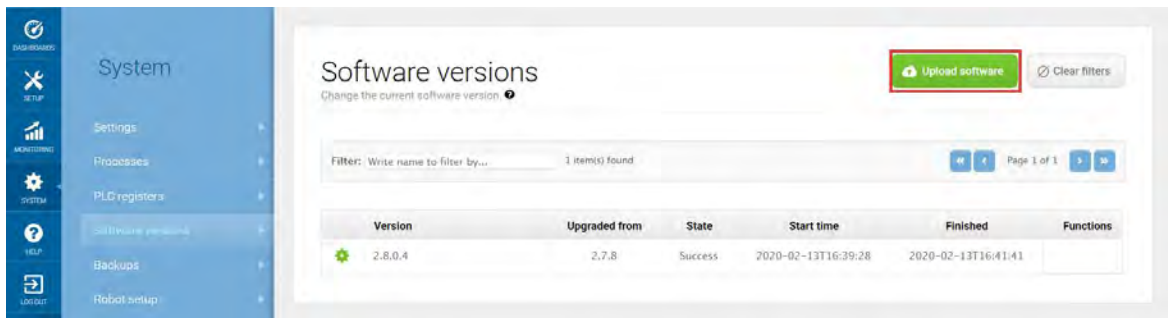 DASHBOARDS
SETUP
MONITORING
SYSTEM
HELP
LOG OUT
System
Settings
Processes
PLC registers
Software versions
Backups
Robot setup
Software versions
Change the current software version.
Upload software
Clear filters
Filter: Write name to filter by... 1 item(s) found Page 1 of 1
Version Upgraded from State Start time Finished Functions
2.8.0.4 2.7.8 Success 2020-02-13T16:39:28 2020-02-13T16:41:41